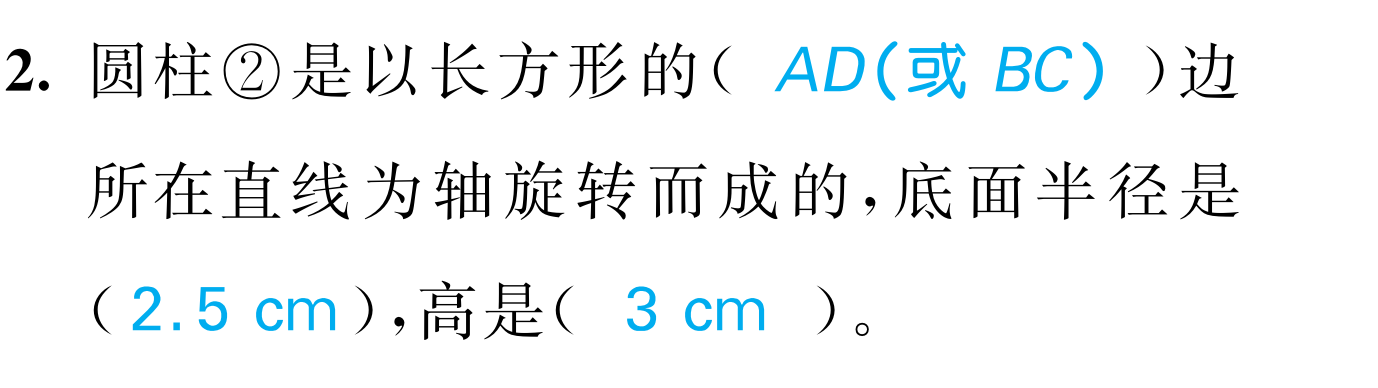 2. 圆柱②是以长方形的( AD(或 BC) )边
所在直线为轴旋转而成的,底面半径是
(2.5 cm),高是( 3 cm )。